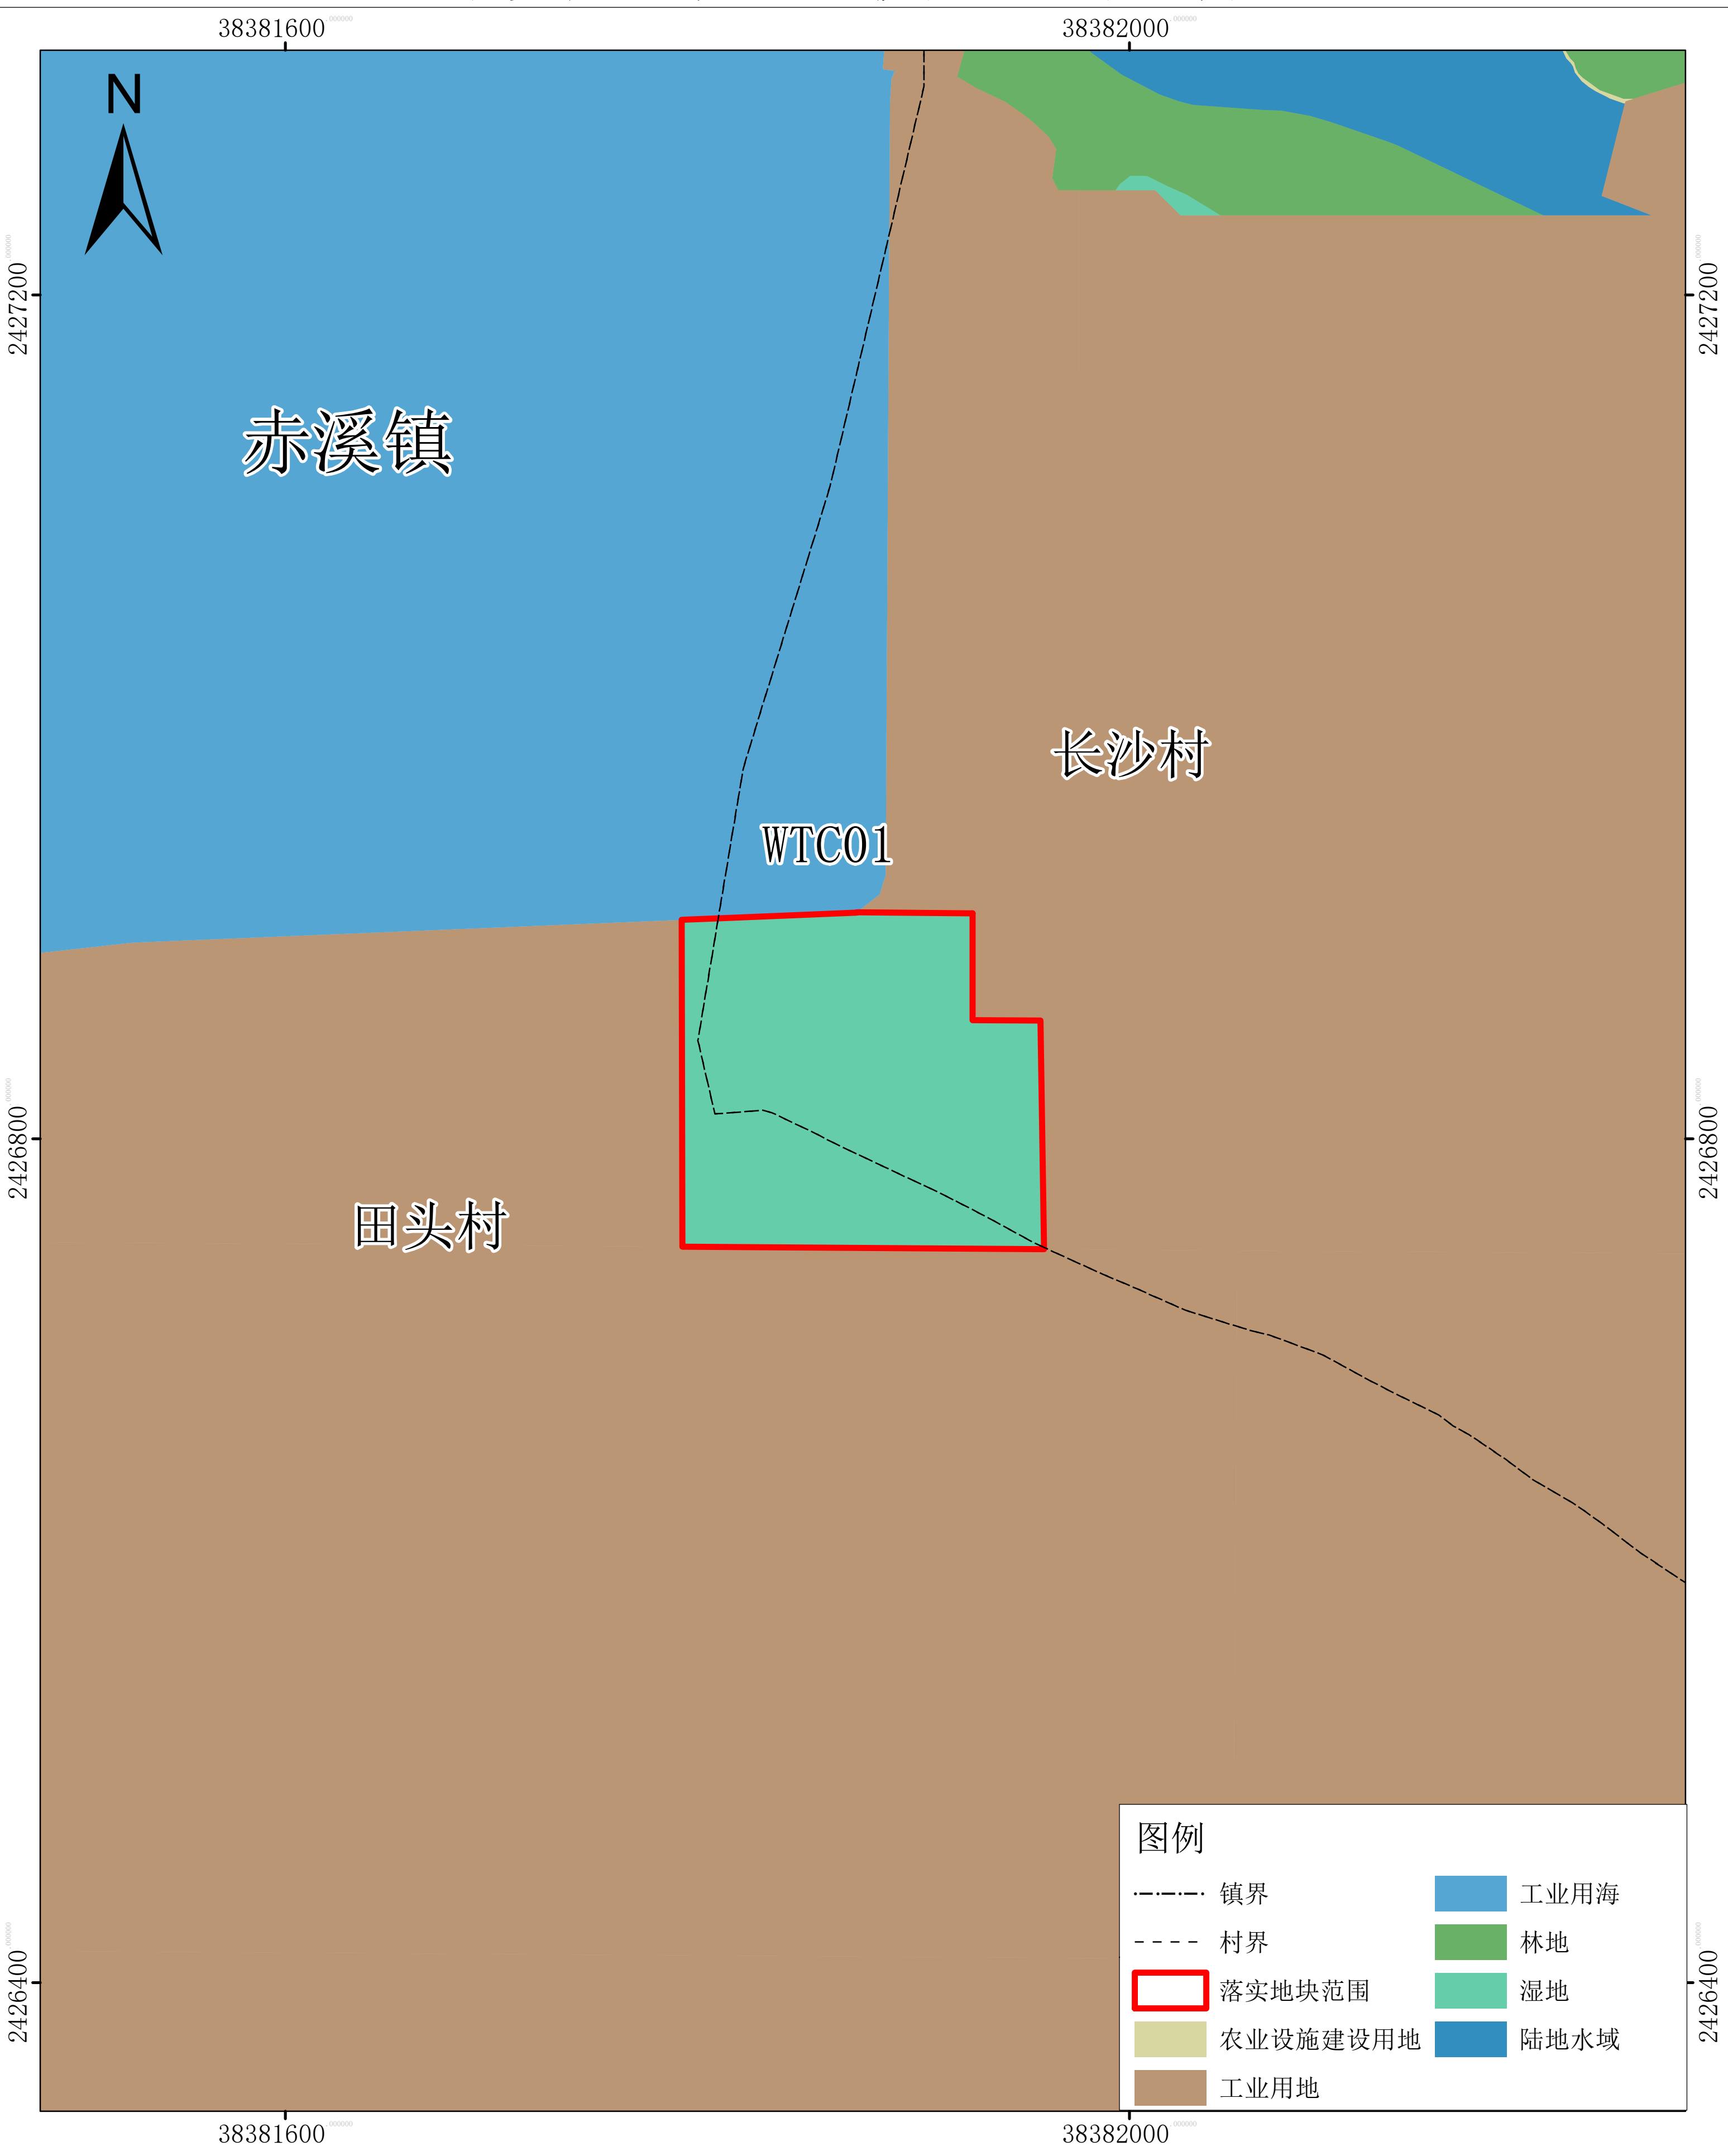 38381600 38382000
N
2427200 2427200
赤溪镇
长沙村
WTC01
2426800 2426800
田头村
图例
镇界 工业用海
村界 林地
落实地块范围 湿地
农业设施建设用地 陆地水域
工业用地
2426400 2426400
38381600 38382000